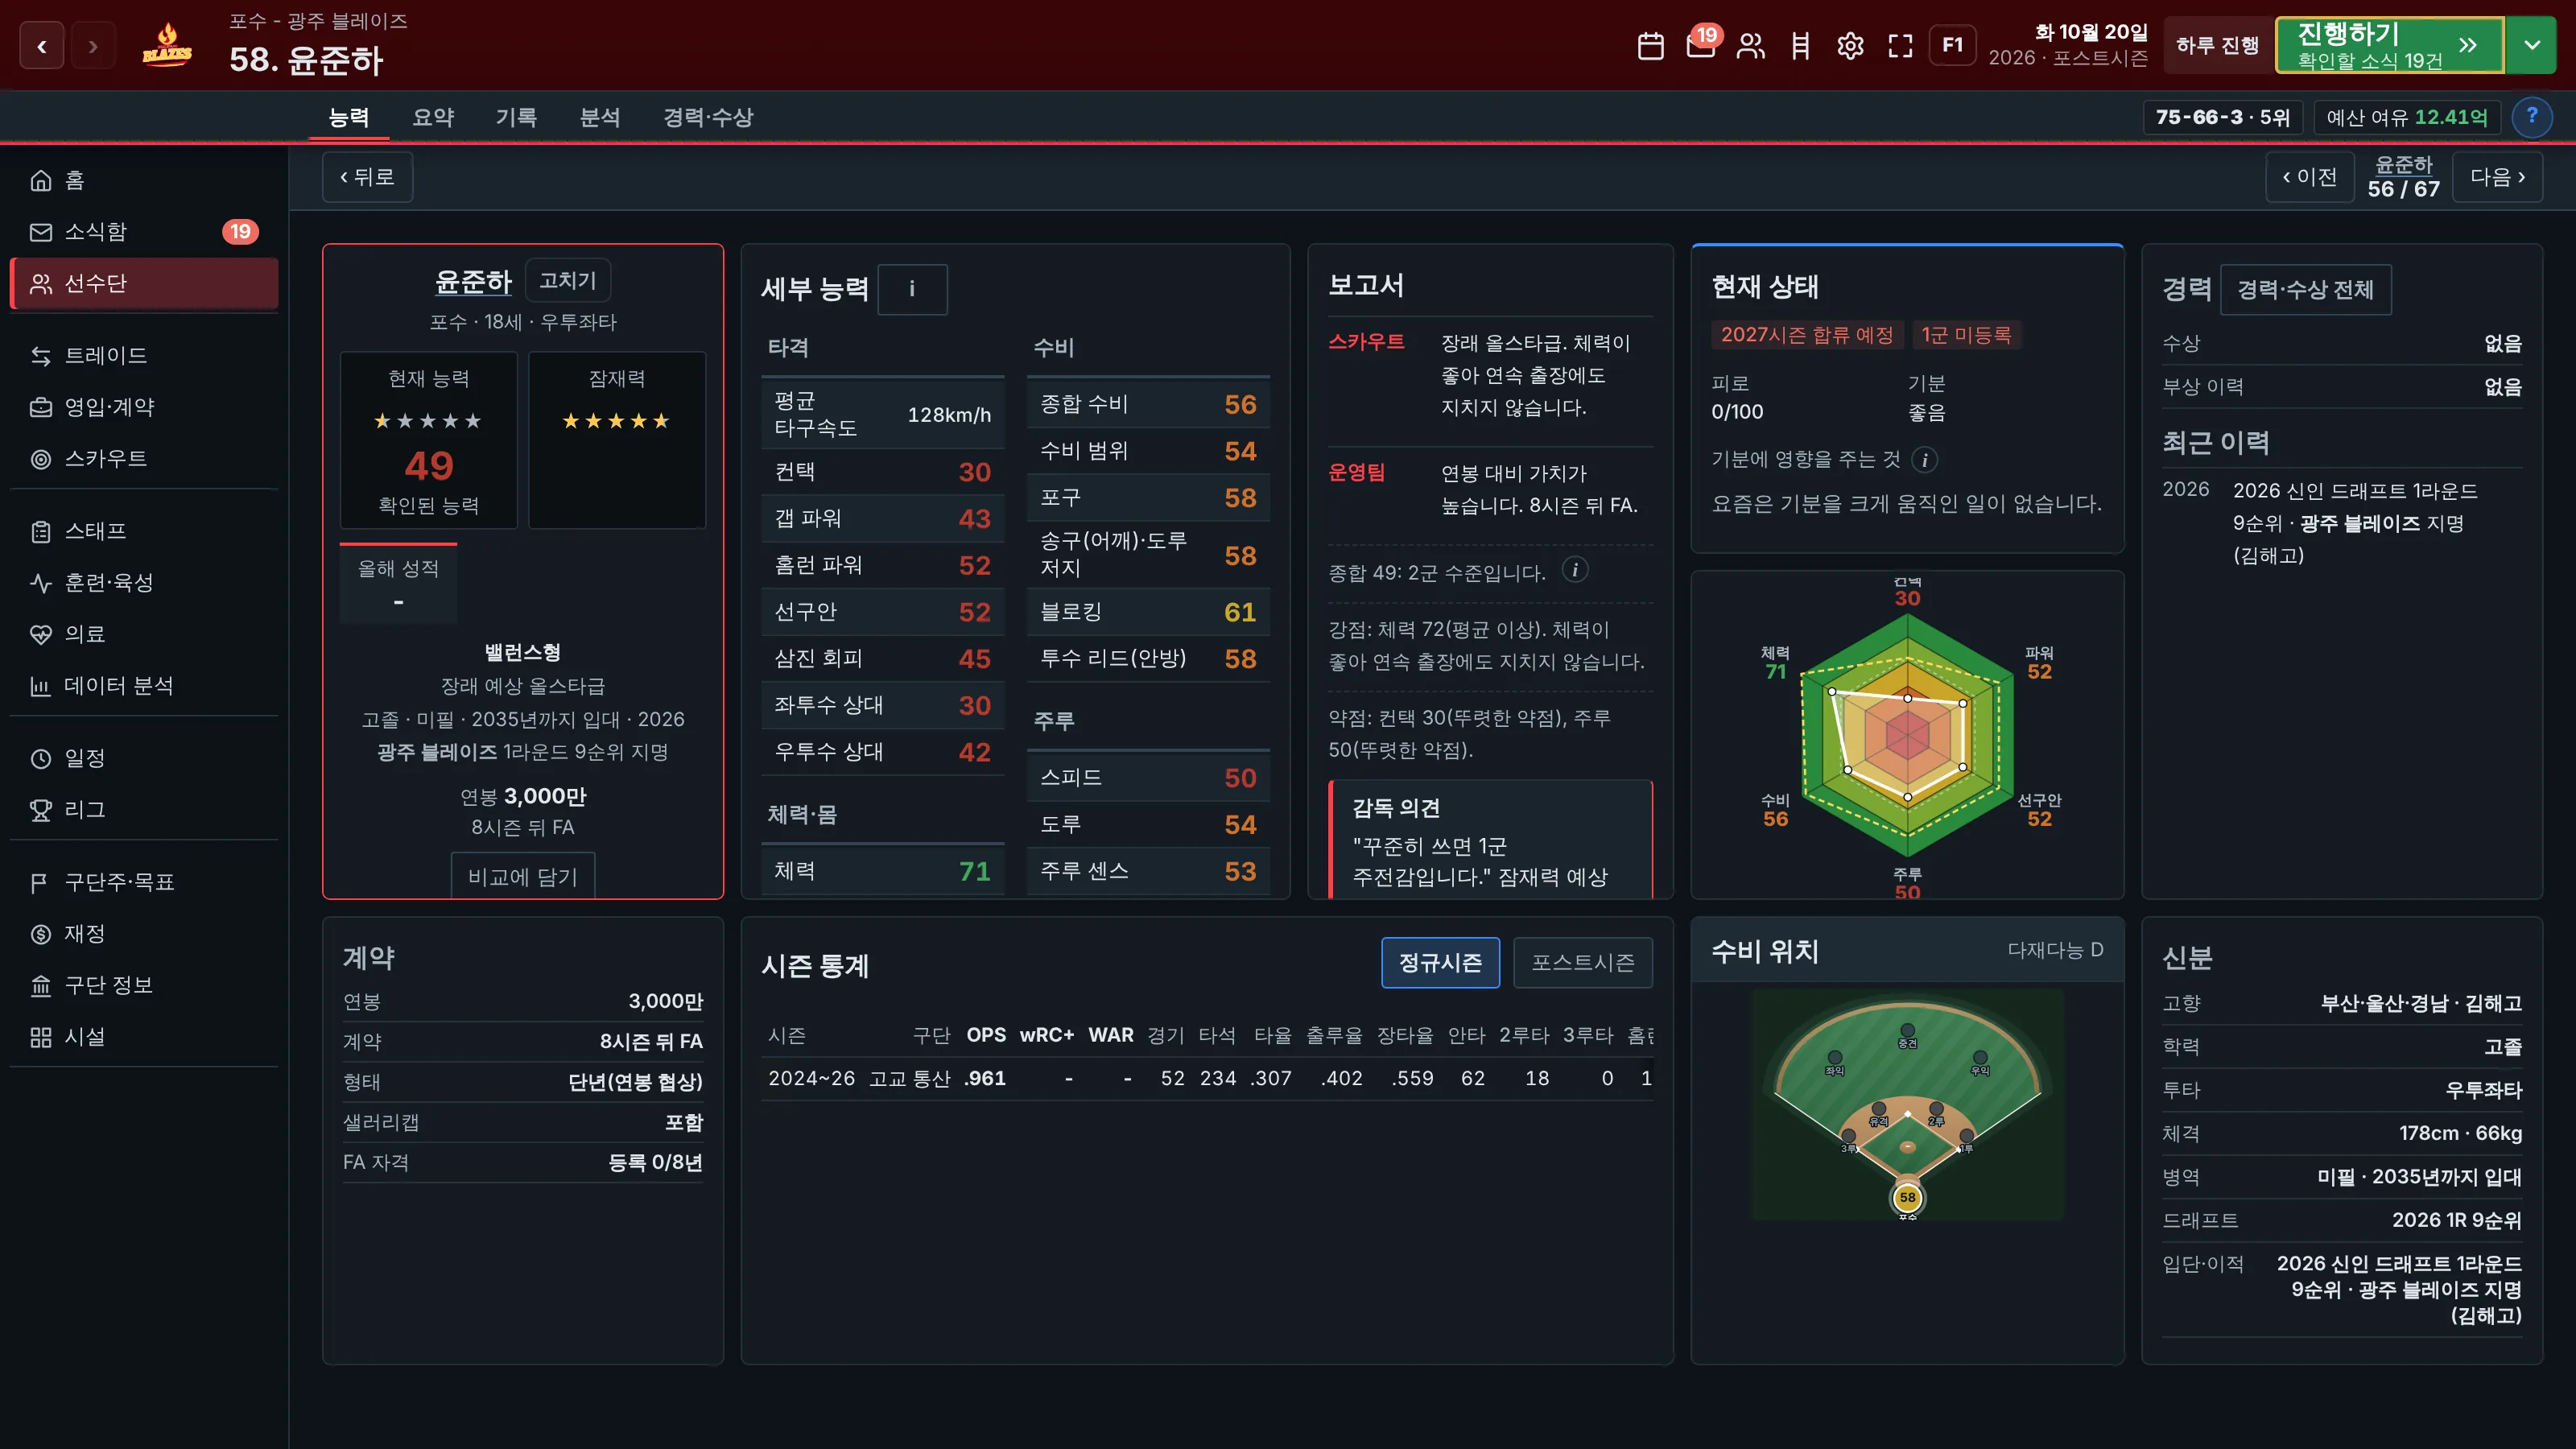 포수 - 광주 블레이즈
58. 윤준하
BLAZES
19
F1
화 10월 20일
2026 · 포스트시즌
하루 진행
진행하기
확인할 소식 19건
능력
요약
기록
분석
경력·수상
75-66-3 · 5위
예산 여유 12.41억
?
홈
소식함
19
선수단
트레이드
영입·계약
스카우트
스태프
훈련·육성
의료
데이터 분석
일정
리그
구단주·목표
재정
구단 정보
시설
‹ 뒤로
‹ 이전
윤준하
56 / 67
다음 ›
윤준하
고치기
포수 · 18세 · 우투좌타
현재 능력
★★★★★
49
확인된 능력
잠재력
★★★★★
올해 성적
-
밸런스형
장래 예상 올스타급
고졸 · 미필 · 2035년까지 입대 · 2026
광주 블레이즈 1라운드 9순위 지명
연봉 3,000만
8시즌 뒤 FA
비교에 담기
세부 능력
i
타격
평균
타구속도
128km/h
컨택 30
갭 파워 43
홈런 파워 52
선구안 52
삼진 회피 45
좌투수 상대 30
우투수 상대 42
체력·몸
체력 71
수비
종합 수비 56
수비 범위 54
포구 58
송구(어깨)·도루
저지
58
블로킹 61
투수 리드(안방) 58
주루
스피드 50
도루 54
주루 센스 53
보고서
스카우트
장래 올스타급. 체력이
좋아 연속 출장에도
지치지 않습니다.
운영팀
연봉 대비 가치가
높습니다. 8시즌 뒤 FA.
종합 49: 2군 수준입니다.
i
강점: 체력 72(평균 이상). 체력이
좋아 연속 출장에도 지치지 않습니다.
약점: 컨택 30(뚜렷한 약점), 주루
50(뚜렷한 약점).
감독 의견
"꾸준히 쓰면 1군
주전감입니다." 잠재력 예상
현재 상태
2027시즌 합류 예정
1군 미등록
피로
0/100
기분
좋음
기분에 영향을 주는 것
i
요즘은 기분을 크게 움직인 일이 없습니다.
컨택
30
체력
71
파워
52
수비
56
선구안
52
주루
50
경력
경력·수상 전체
수상 없음
부상 이력 없음
최근 이력
2026
2026 신인 드래프트 1라운드
9순위 · 광주 블레이즈 지명
(김해고)
계약
연봉 3,000만
계약 8시즌 뒤 FA
형태 단년(연봉 협상)
샐러리캡 포함
FA 자격 등록 0/8년
시즌 통계
정규시즌
포스트시즌
시즌 구단 OPS wRC+ WAR 경기 타석 타율 출루율 장타율 안타 2루타 3루타 홈런
2024~26 고교 통산 .961 - - 52 234 .307 .402 .559 62 18 0 1
수비 위치
다재다능 D
중견
좌익
우익
유격
2루
3루
1루
58
포수
신분
고향 부산·울산·경남 · 김해고
학력 고졸
투타 우투좌타
체격 178cm · 66kg
병역 미필 · 2035년까지 입대
드래프트 2026 1R 9순위
입단·이적
2026 신인 드래프트 1라운드
9순위 · 광주 블레이즈 지명
(김해고)